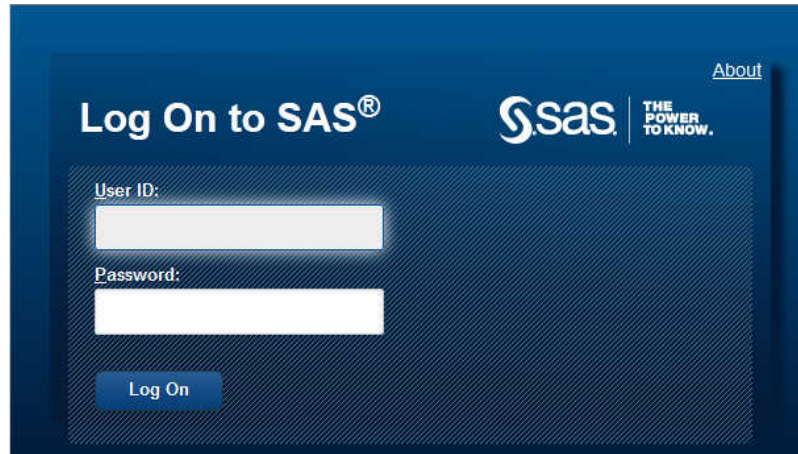 About
Log On to SAS®
sas
THE
POWER
TO KNOW.
User ID:
Password:
Log On